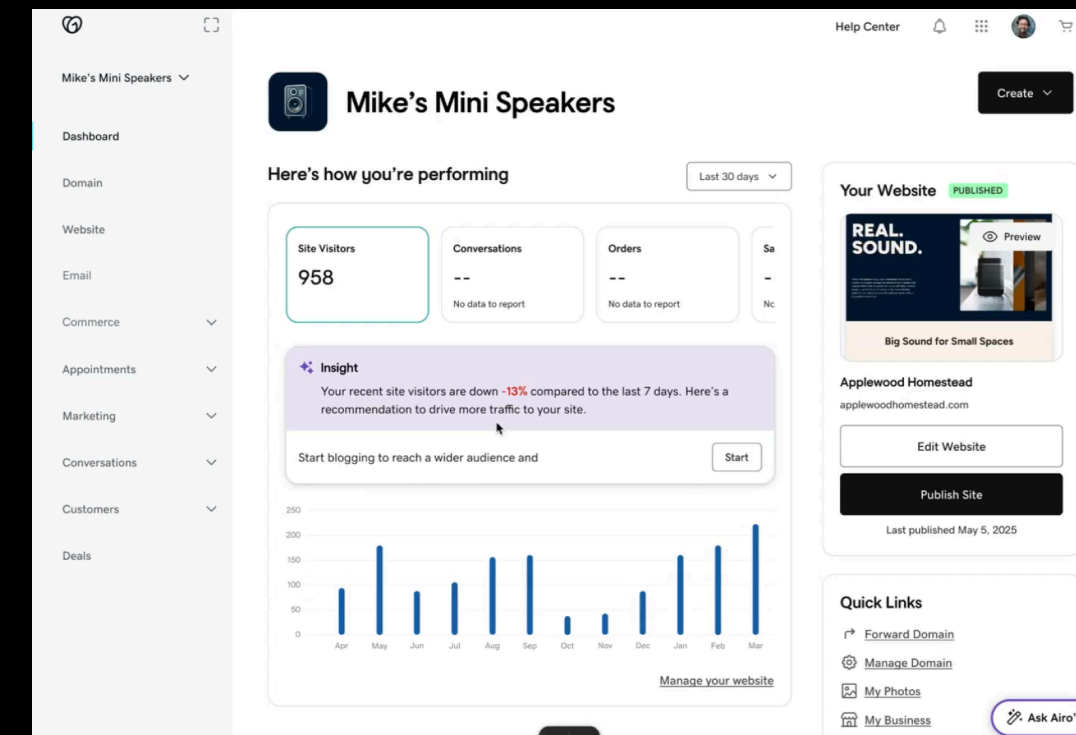 Help Center
Mike's Mini Speakers
Mike's Mini Speakers
Create
Dashboard
Domain
Website
Email
Commerce
Appointments
Marketing
Conversations
Customers
Deals
Here's how you're performing
Last 30 days
Site Visitors
958
Conversations
--
No data to report
Orders
--
No data to report
Sa
-
Nc
Insight
Your recent site visitors are down -13% compared to the last 7 days. Here's a
recommendation to drive more traffic to your site.
Start blogging to reach a wider audience and
Start
250
200
150
100
50
0
Apr May Jun Jul Aug Sep Oct Nov Dec Jan Feb Mar
Manage your website
Your Website PUBLISHED
REAL.
SOUND.
Preview
Big Sound for Small Spaces
Applewood Homestead
applewoodhomestead.com
Edit Website
Publish Site
Last published May 5, 2025
Quick Links
Forward Domain
Manage Domain
My Photos
My Business
Ask Airo